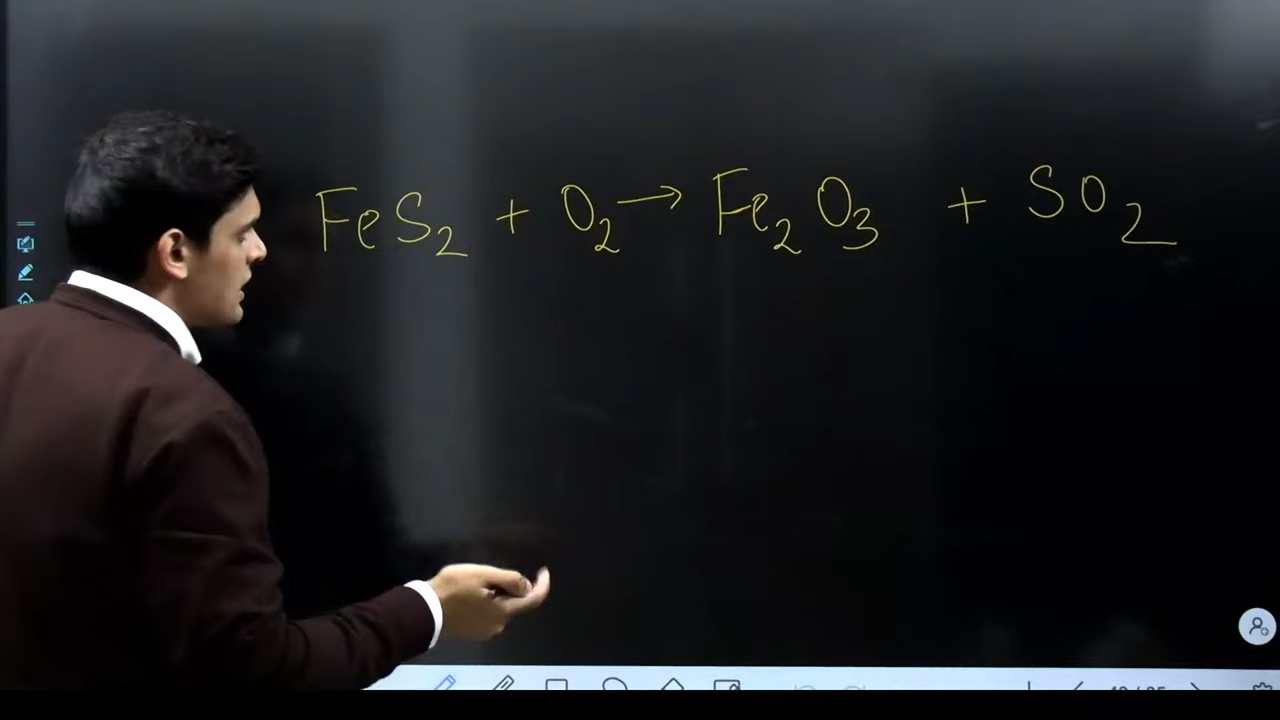 FeS₂ + O₂ → Fe₂O₃ + SO₂